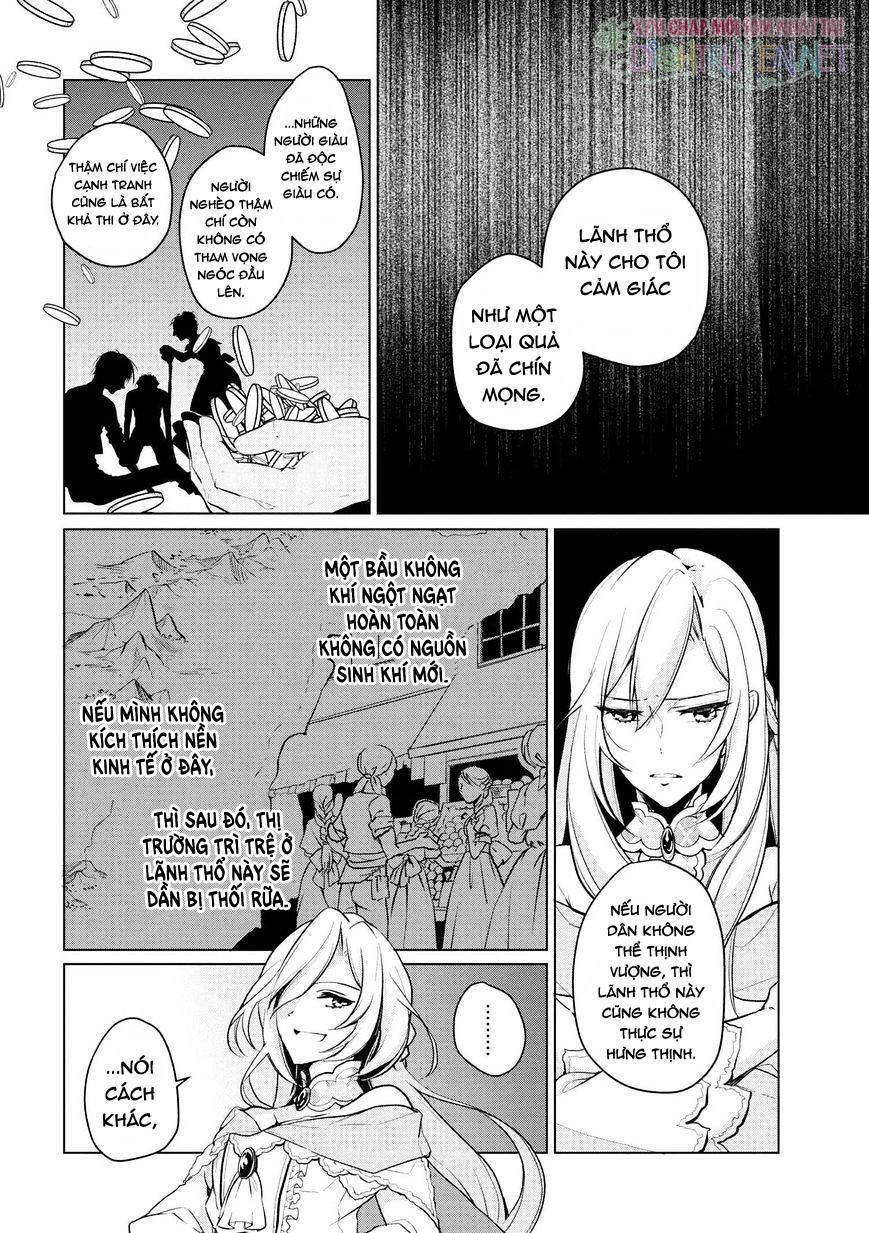 XEM CHAP MỚI SỚM NHẤT TẠI
DICHTRUYEN.NET
LÃNH THỔ
NÀY CHO TÔI
CẢM GIÁC
NHƯ MỘT
LOẠI QUẢ
ĐÃ CHÍN
MỌNG.
...NHỮNG
NGƯỜI GIÀU
ĐÃ ĐỘC
CHIẾM SỰ
GIÀU CÓ.
NGƯỜI
NGHÈO THẬM
CHÍ CÒN
KHÔNG CÓ
THAM VỌNG
NGÓC ĐẦU
LÊN.
THẬM CHÍ VIỆC
CẠNH TRANH
CŨNG LÀ BẤT
KHẢ THI Ở ĐÂY.
NẾU NGƯỜI
DÂN KHÔNG
THỂ THỊNH
VƯỢNG, THÌ
LÃNH THỔ NÀY
CŨNG KHÔNG
THỰC SỰ
HƯNG THỊNH.
MỘT BẦU KHÔNG
KHÍ NGỘT NGẠT
HOÀN TOÀN
KHÔNG CÓ NGUỒN
SINH KHÍ MỚI.
NẾU MÌNH KHÔNG
KÍCH THÍCH NỀN
KINH TẾ Ở ĐÂY,
THÌ SAU ĐÓ, THỊ
TRƯỜNG TRÌ TRỆ Ở
LÃNH THỔ NÀY SẼ
DẦN BỊ THỐI RỮA.
........
...NÓI
CÁCH
KHÁC,